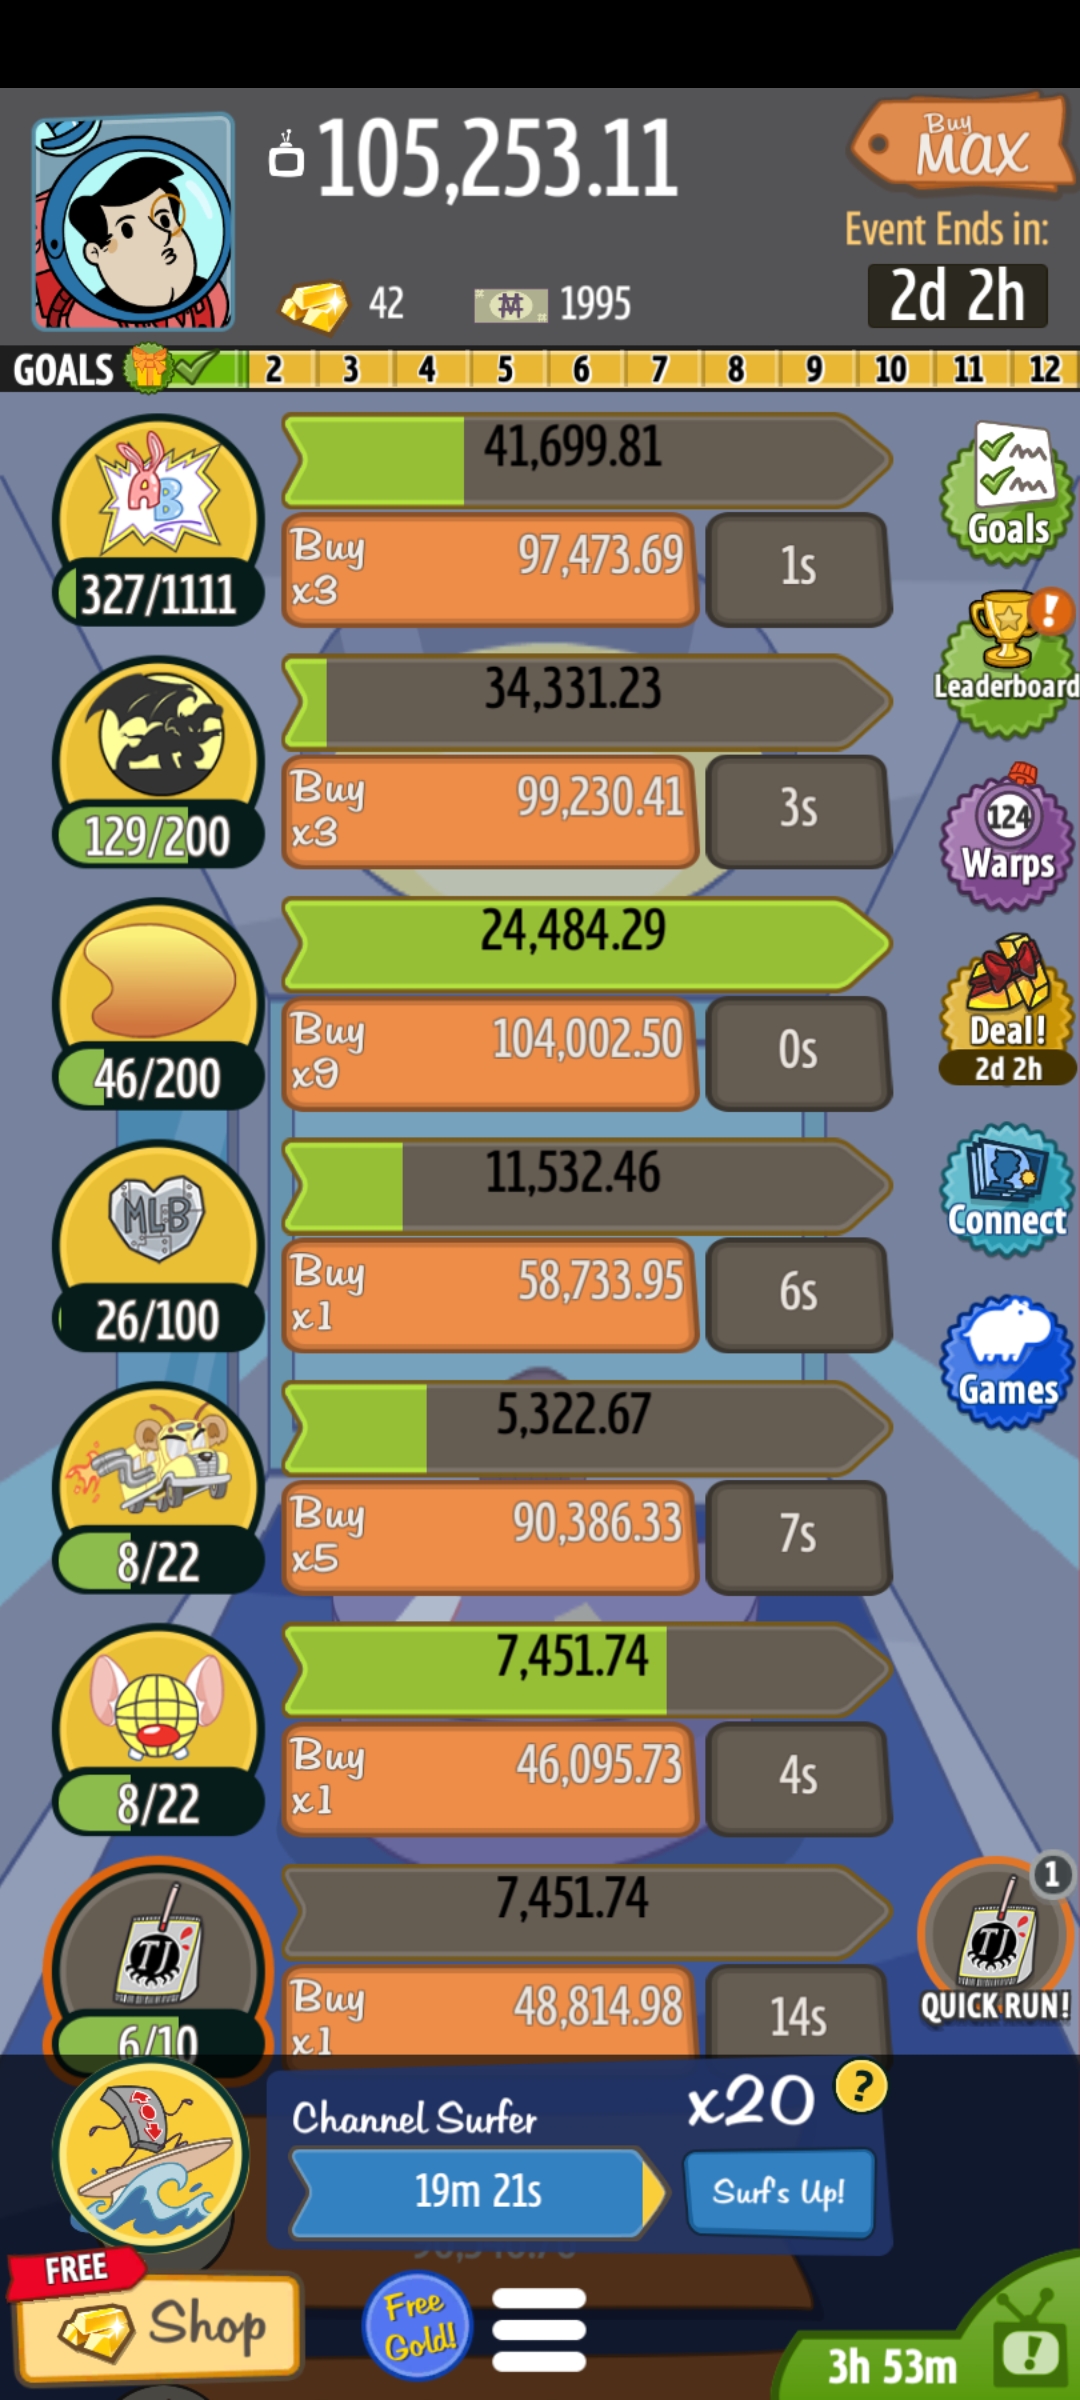 105,253.11
Buy
MAX
Event Ends in:
2d 2h
42
1995
GOALS 2 3 4 5 6 7 8 9 10 11 12
AB
41,699.81
Buy
x3
97,473.69
1s
327/1111
Goals
34,331.23
Buy
x3
99,230.41
3s
129/200
!
Leaderboard
124
Warps
24,484.29
Buy
x9
104,002.50
0s
46/200
Deal!
2d 2h
MLB
11,532.46
Buy
x1
58,733.95
6s
26/100
Connect
5,322.67
Buy
x5
90,386.33
7s
8/22
Games
7,451.74
Buy
x1
46,095.73
4s
8/22
TJ
7,451.74
Buy
x1
48,814.98
14s
6/10
1
TJ
QUICK RUN!
Channel Surfer
x20
?
19m 21s
Surf's Up!
FREE
Shop
Free
Gold!
3h 53m
!